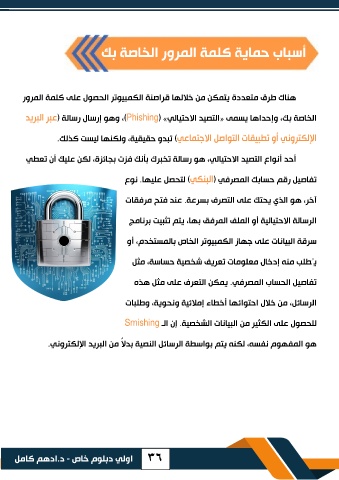 أسباب حماية كلمة المرور الخاصة بك
هناك طرق متعددة يتمكن من خلالها قراصنة الكمبيوتر الحصول على كلمة المرور
الخاصة بك، وإحداها يسمى «التصيد الاحتيالي» (Phishing)، وهو إرسال رسالة (عبر البريد
الإلكتروني أو تطبيقات التواصل الاجتماعي) تبدو حقيقية، ولكنها ليست كذلك.
أحد أنواع التصيد الاحتيالي، هو رسالة تخبرك بأنك فزت بجائزة، لكن عليك أن تعطي
تفاصيل رقم حسابك المصرفي (البنكي) لتحصل عليها. نوع
آخر، هو الذي يحثك على التصرف بسرعة. عند فتح مرفقات
الرسالة الاحتيالية أو الملف المرفق بها، يتم تثبيت برنامج
سرقة البيانات على جهاز الكمبيوتر الخاص بالمستخدم، أو
يُطلب منه إدخال معلومات تعريف شخصية حساسة، مثل
تفاصيل الحساب المصرفي. يمكن التعرف على مثل هذه
الرسائل، من خلال احتوائها أخطاء إملائية ونحوية، وطلبات
للحصول على الكثير من البيانات الشخصية. إن الـ Smishing
هو المفهوم نفسه، لكنه يتم بواسطة الرسائل النصية بدلاً من البريد الإلكتروني.
٣٦ اولي دبلوم خاص - د.ادهم كامل